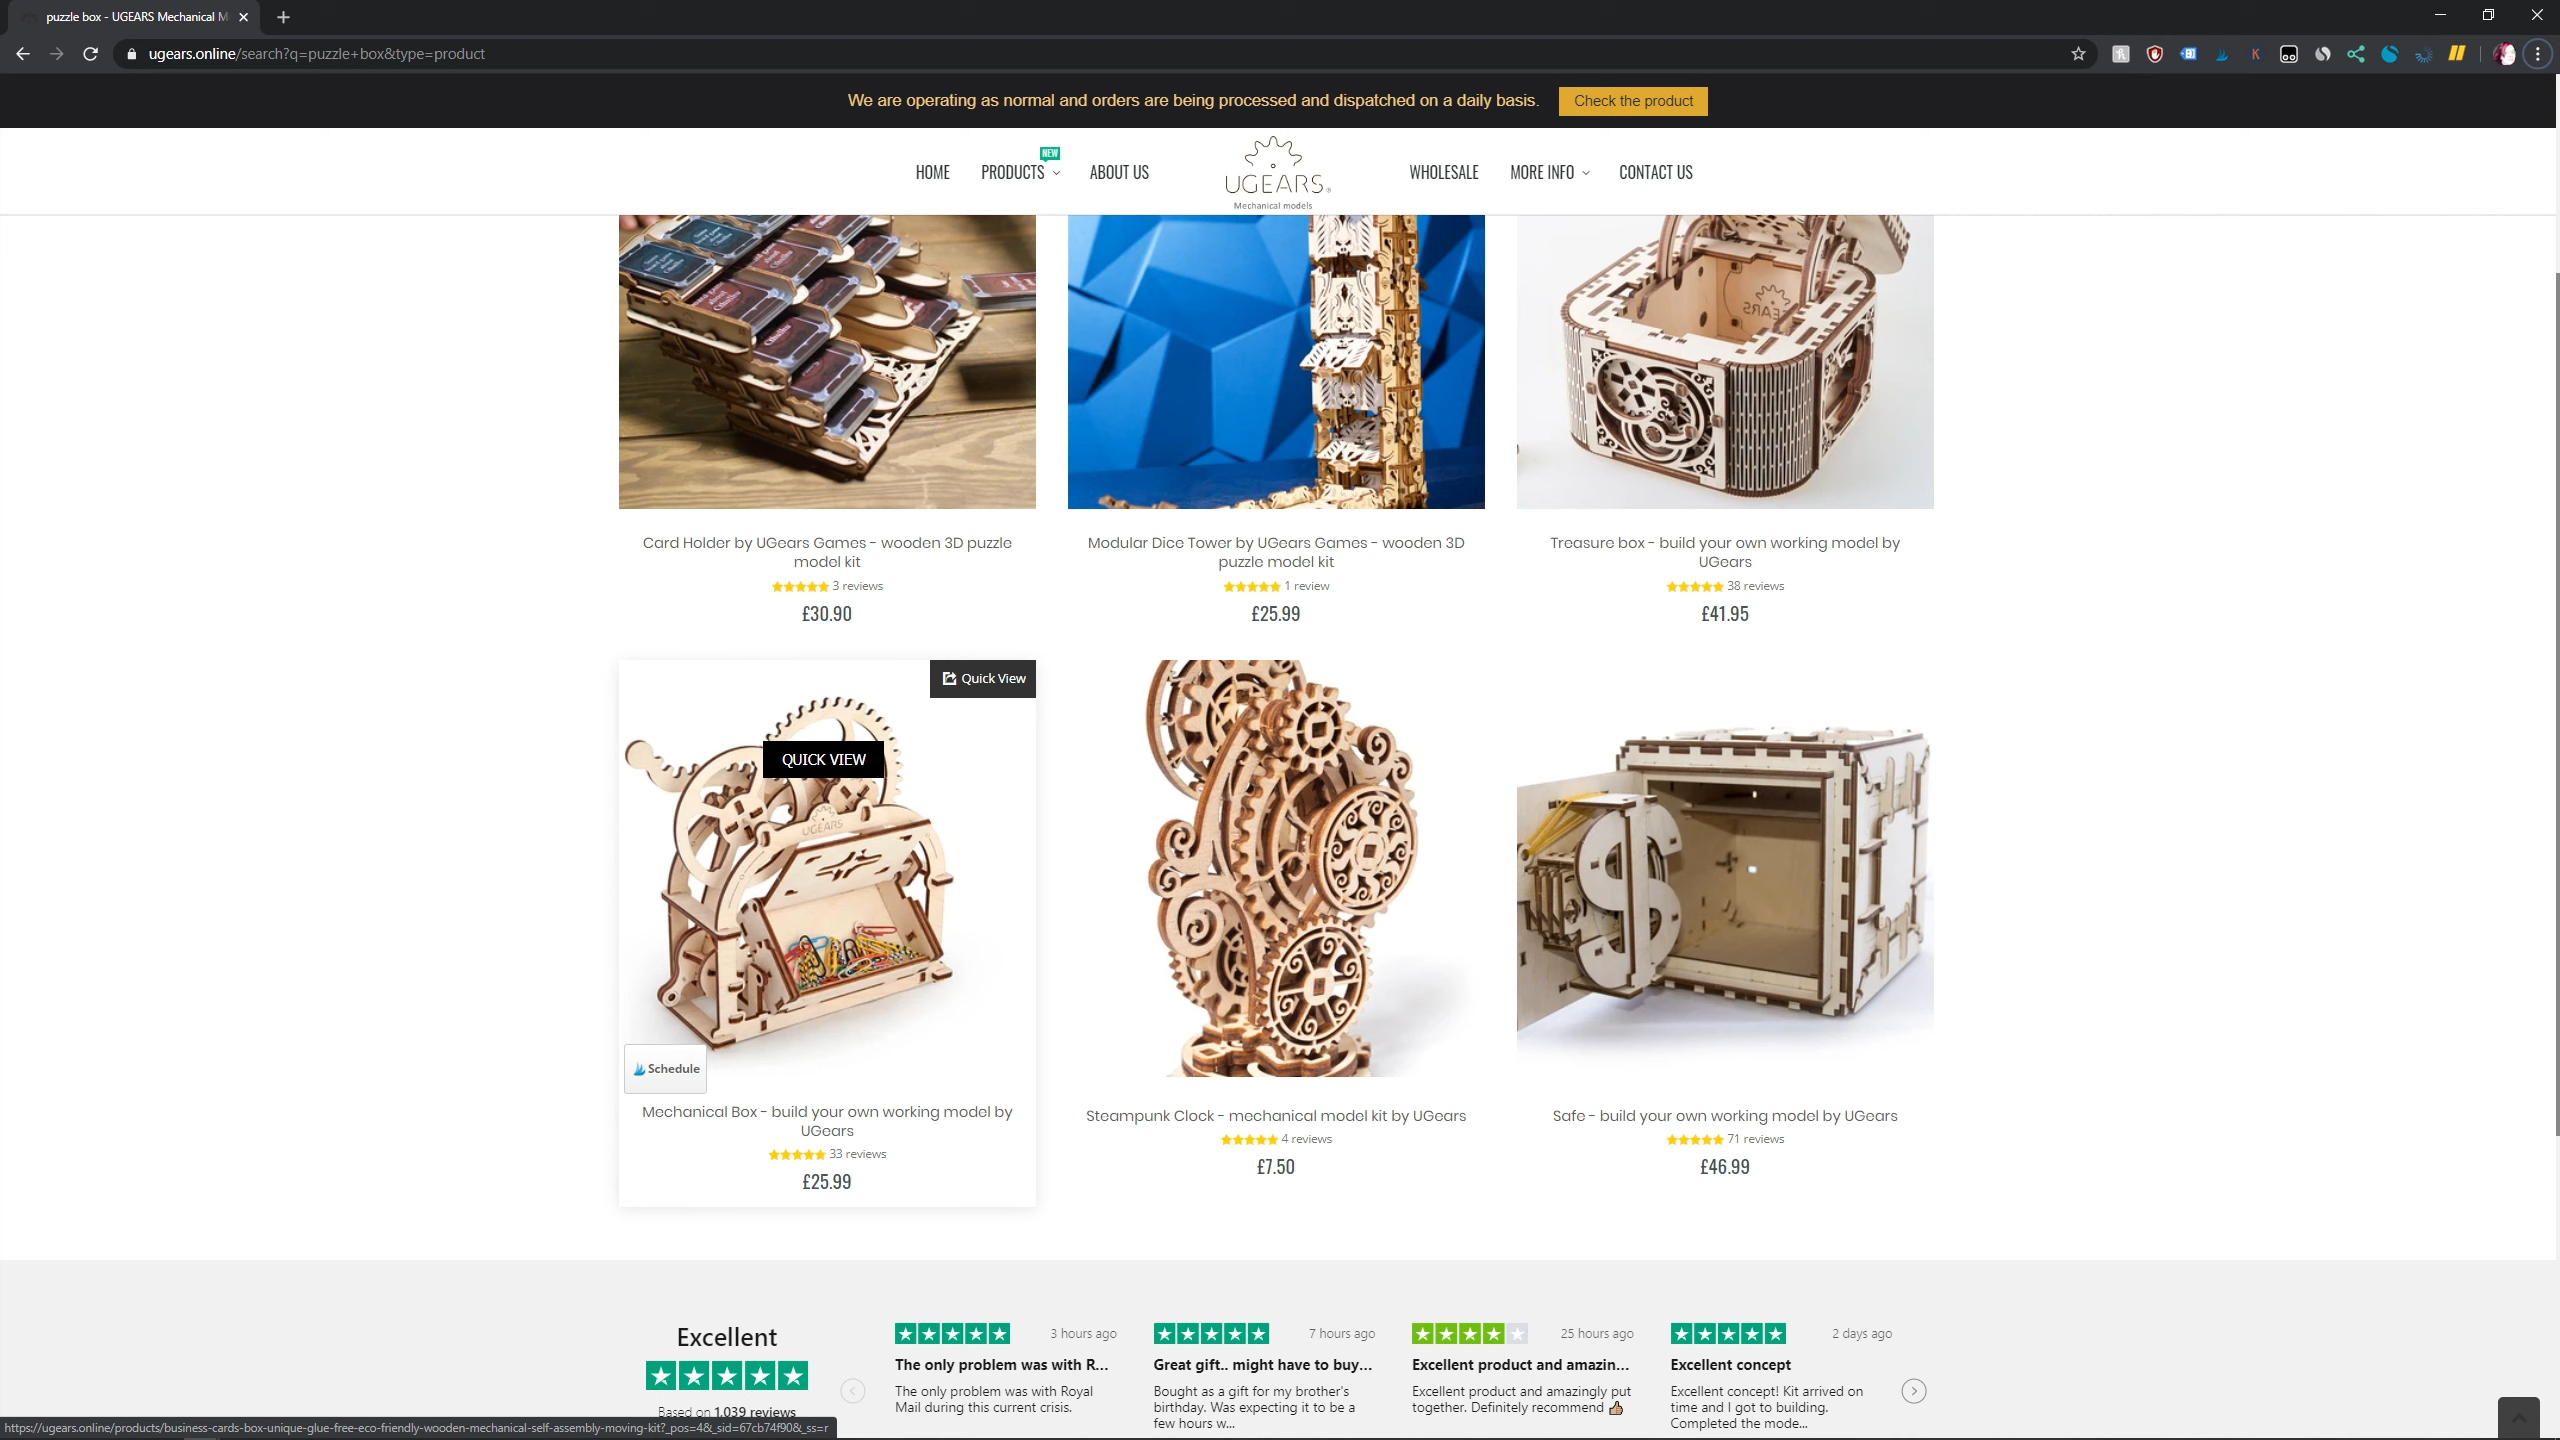 puzzle box - UGEARS Mechanical M
ugears.online/search?q=puzzle+box&type=product
We are operating as normal and orders are being processed and dispatched on a daily basis.
Check the product
HOME
PRODUCTS
NEW
ABOUT US
UGEARS®
Mechanical models
WHOLESALE
MORE INFO
CONTACT US
Card Holder by UGears Games - wooden 3D puzzle
model kit
3 reviews
£30.90
Modular Dice Tower by UGears Games - wooden 3D
puzzle model kit
1 review
£25.99
Treasure box - build your own working model by
UGears
38 reviews
£41.95
Quick View
QUICK VIEW
UGEARS
Schedule
Mechanical Box - build your own working model by
UGears
33 reviews
£25.99
Steampunk Clock - mechanical model kit by UGears
4 reviews
£7.50
Safe - build your own working model by UGears
71 reviews
£46.99
Excellent
Based on 1,039 reviews
3 hours ago
The only problem was with R...
The only problem was with Royal
Mail during this current crisis.
7 hours ago
Great gift.. might have to buy...
Bought as a gift for my brother's
birthday. Was expecting it to be a
few hours w...
25 hours ago
Excellent product and amazin...
Excellent product and amazingly put
together. Definitely recommend 👍🏽
2 days ago
Excellent concept
Excellent concept! Kit arrived on
time and I got to building.
Completed the mode...
https://ugears.online/products/business-cards-box-unique-glue-free-eco-friendly-wooden-mechanical-self-assembly-moving-kit?_pos=4&_sid=67cb74f90&_ss=r